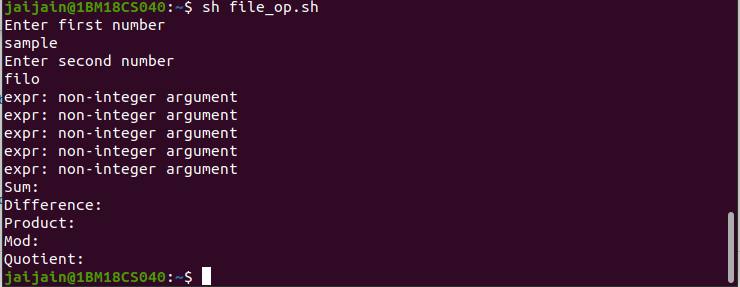 jaijain@1BM18CS040:~$ sh file_op.sh
Enter first number
sample
Enter second number
filo
expr: non-integer argument
expr: non-integer argument
expr: non-integer argument
expr: non-integer argument
expr: non-integer argument
Sum:
Difference:
Product:
Mod:
Quotient:
jaijain@1BM18CS040:~$